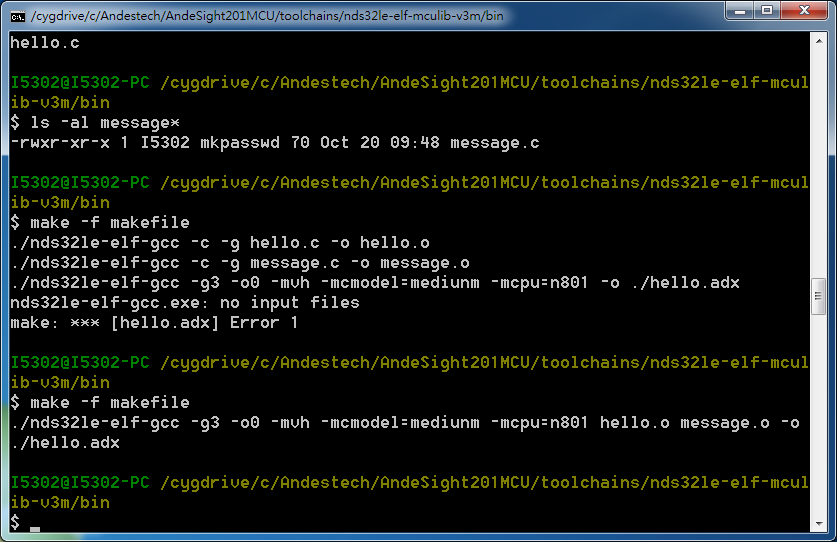 /cygdrive/c/Andestech/AndeSight201MCU/toolchains/nds32le-elf-mculib-v3m/bin
hello.c
I5302@I5302-PC /cygdrive/c/Andestech/AndeSight201MCU/toolchains/nds32le-elf-mcul
ib-v3m/bin
$ ls -al message*
-rwxr-xr-x 1 I5302 mkpasswd 70 Oct 20 09:48 message.c
I5302@I5302-PC /cygdrive/c/Andestech/AndeSight201MCU/toolchains/nds32le-elf-mcul
ib-v3m/bin
$ make -f makefile
./nds32le-elf-gcc -c -g hello.c -o hello.o
./nds32le-elf-gcc -c -g message.c -o message.o
./nds32le-elf-gcc -g3 -o0 -mvh -mcmodel=mediunm -mcpu=n801 -o ./hello.adx
nds32le-elf-gcc.exe: no input files
make: *** [hello.adx] Error 1
I5302@I5302-PC /cygdrive/c/Andestech/AndeSight201MCU/toolchains/nds32le-elf-mcul
ib-v3m/bin
$ make -f makefile
./nds32le-elf-gcc -g3 -o0 -mvh -mcmodel=mediunm -mcpu=n801 hello.o message.o -o
./hello.adx
I5302@I5302-PC /cygdrive/c/Andestech/AndeSight201MCU/toolchains/nds32le-elf-mcul
ib-v3m/bin
$